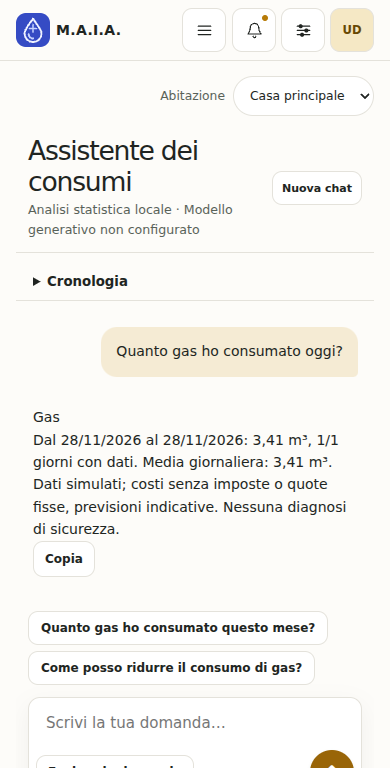 M.A.I.A.
UD
Abitazione
Casa principale
Assistente dei
consumi
Analisi statistica locale · Modello
generativo non configurato
Nuova chat
Cronologia
Quanto gas ho consumato oggi?
Gas
Dal 28/11/2026 al 28/11/2026: 3,41 m³, 1/1
giorni con dati. Media giornaliera: 3,41 m³.
Dati simulati; costi senza imposte o quote
fisse, previsioni indicative. Nessuna diagnosi
di sicurezza.
Copia
Quanto gas ho consumato questo mese?
Come posso ridurre il consumo di gas?
Scrivi la tua domanda...